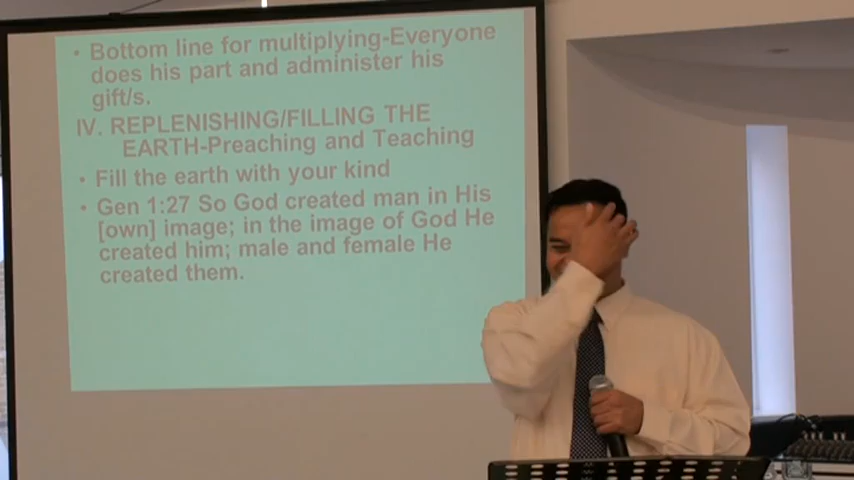 • Bottom line for multiplying-Everyone
does his part and administer his
gift/s.
IV. REPLENISHING/FILLING THE
EARTH-Preaching and Teaching
• Fill the earth with your kind
• Gen 1:27 So God created man in His
[own] image; in the image of God He
created him; male and female He
created them.